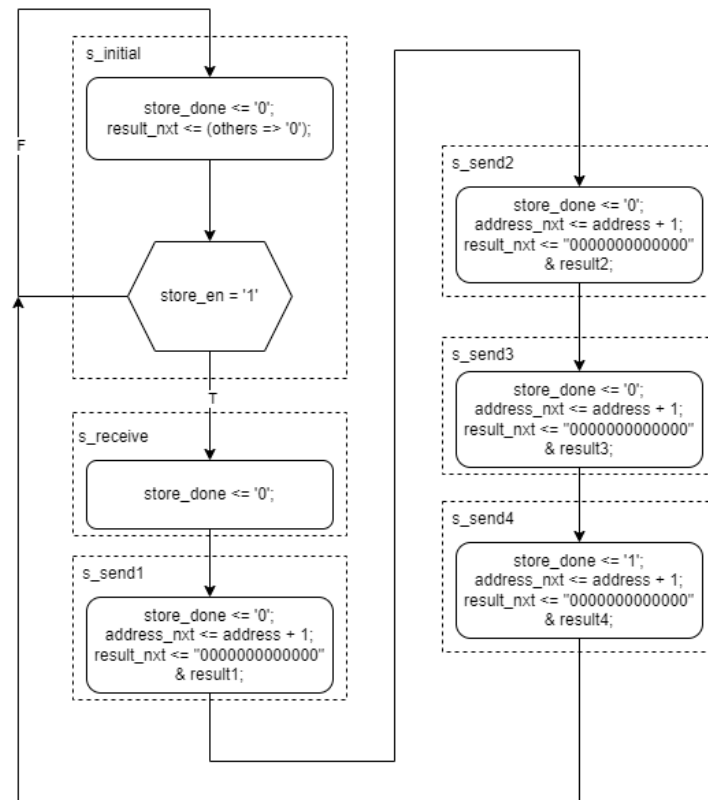 s_initial
store_done <= '0';
result_nxt <= (others => '0');
F
store_en = '1'
T
s_receive
store_done <= '0';
s_send1
store_done <= '0';
address_nxt <= address + 1;
result_nxt <= "0000000000000"
& result1;
s_send2
store_done <= '0';
address_nxt <= address + 1;
result_nxt <= "0000000000000"
& result2;
s_send3
store_done <= '0';
address_nxt <= address + 1;
result_nxt <= "0000000000000"
& result3;
s_send4
store_done <= '1';
address_nxt <= address + 1;
result_nxt <= "0000000000000"
& result4;